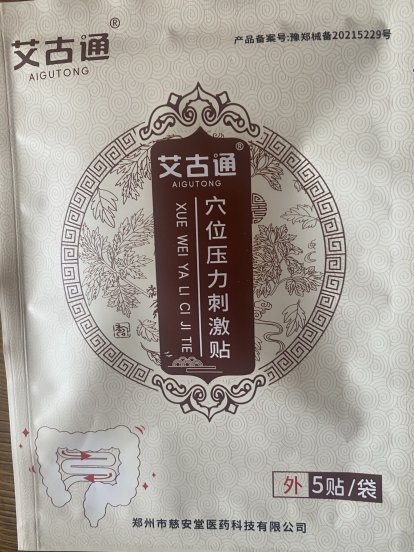 艾古通®
AIGUTONG
产品备案号:豫郑械备20215229号
艾古通®
AIGUTONG
穴位压力刺激贴
XUE WEI YA LI CI JI TIE
外 5贴/袋
郑州市慈安堂医药科技有限公司